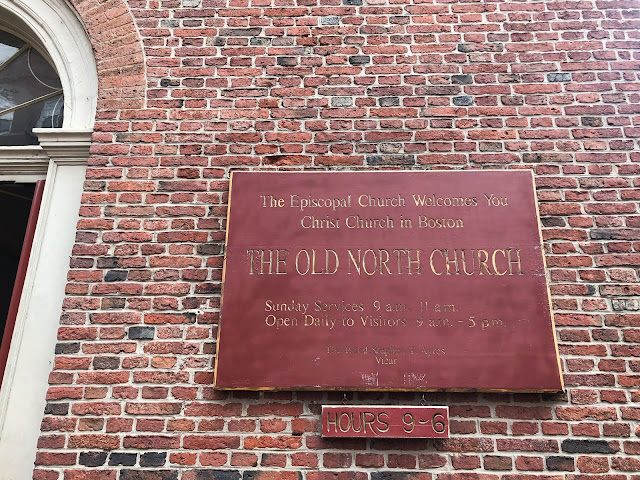 The Episcopal Church Welcomes You
Christ Church in Boston
THE OLD NORTH CHURCH
Sunday Services 9 a.m. 11 a.m.
Open Daily to Visitors 9 a.m. - 5 p.m.
Ayres
Vicar
HOURS 9-6